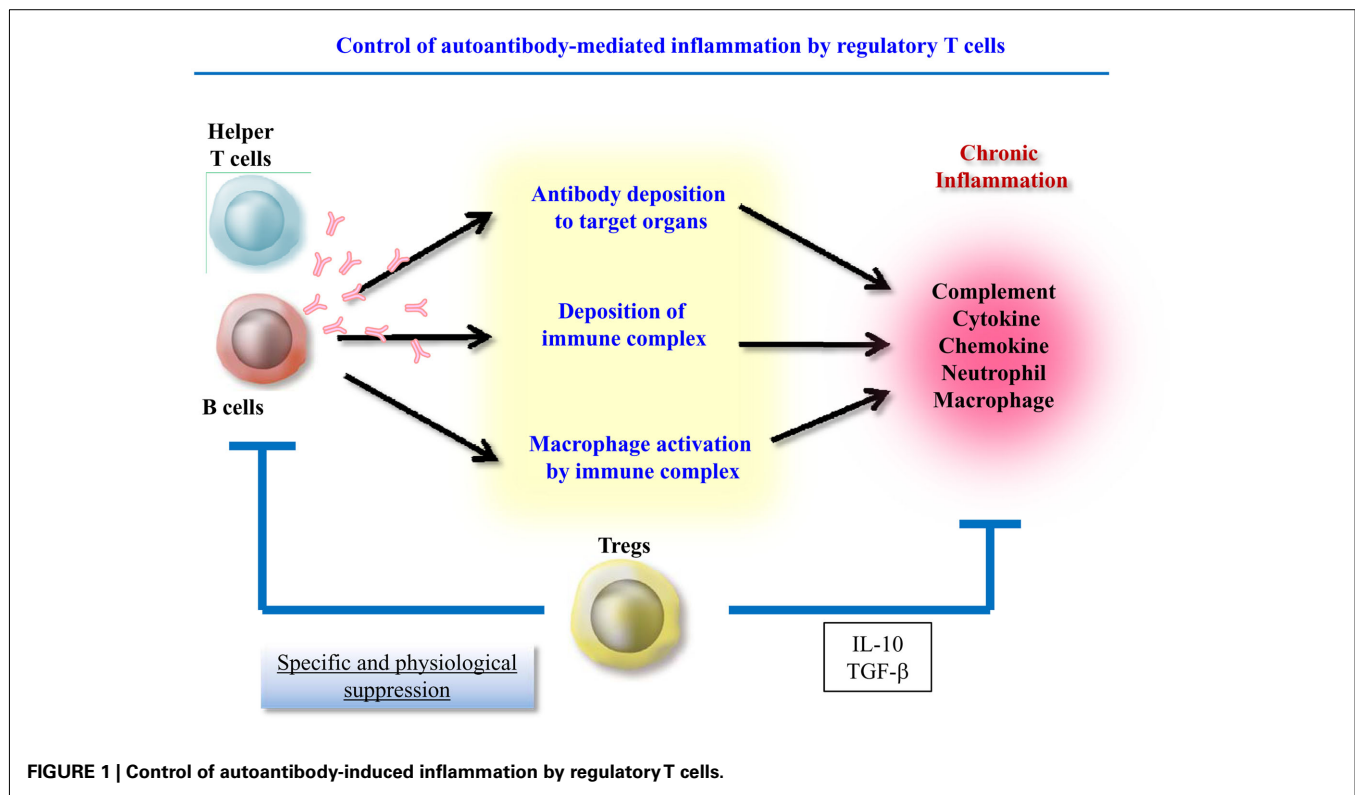 Control of autoantibody-mediated inflammation by regulatory T cells
Helper
T cells
B cells
Antibody deposition
to target organs
Deposition of
immune complex
Macrophage activation
by immune complex
Chronic
Inflammation
Complement
Cytokine
Chemokine
Neutrophil
Macrophage
Tregs
Specific and physiological
suppression
IL-10
TGF-β
FIGURE 1 | Control of autoantibody-induced inflammation by regulatory T cells.